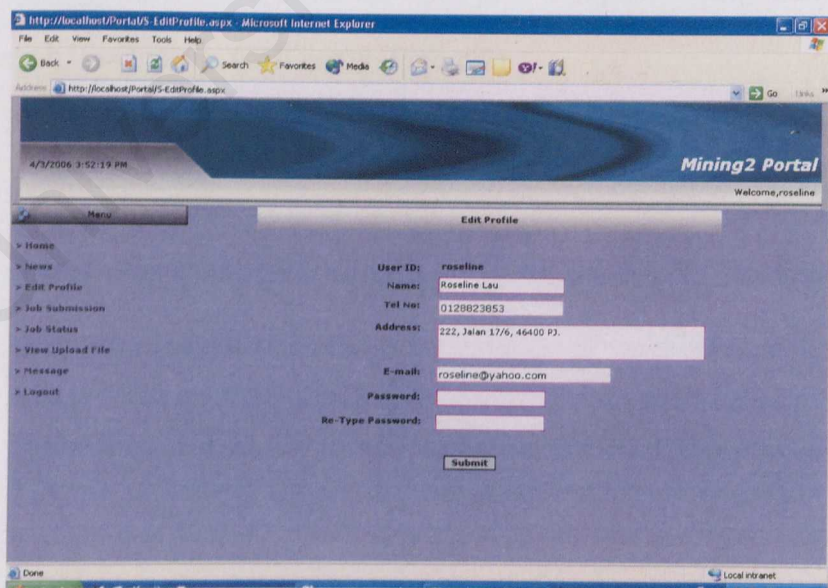 http://localhost/Portal/S-EditProfile.aspx - Microsoft Internet Explorer
File Edit View Favorites Tools Help
Back Search Favorites Media
Address http://localhost/Portal/S-EditProfile.aspx Go Links »
4/3/2006 3:52:19 PM
Mining2 Portal
Welcome,roseline
Menu
Edit Profile
» Home
» News
» Edit Profile
» Job Submission
» Job Status
» View Upload File
» Message
» Logout
User ID: roseline
Name: Roseline Lau
Tel No: 0128823853
Address: 222, Jalan 17/6, 46400 PJ.
E-mail: roseline@yahoo.com
Password:
Re-Type Password:
Submit
Done
Local intranet